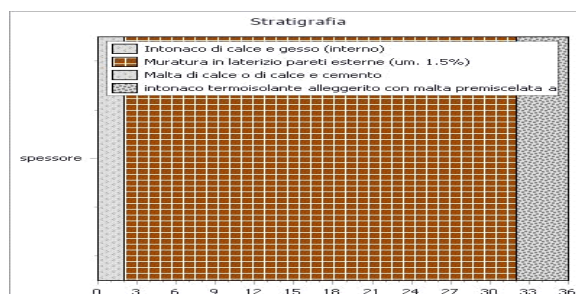 Stratigrafia
Intonaco di calce e gesso (interno)
Muratura in laterizio pareti esterne (um. 1.5%)
Malta di calce o di calce e cemento
intonaco termoisolante alleggerito con malta premiscelata a
spessore
0 3 6 9 12 15 18 21 24 27 30 33 36